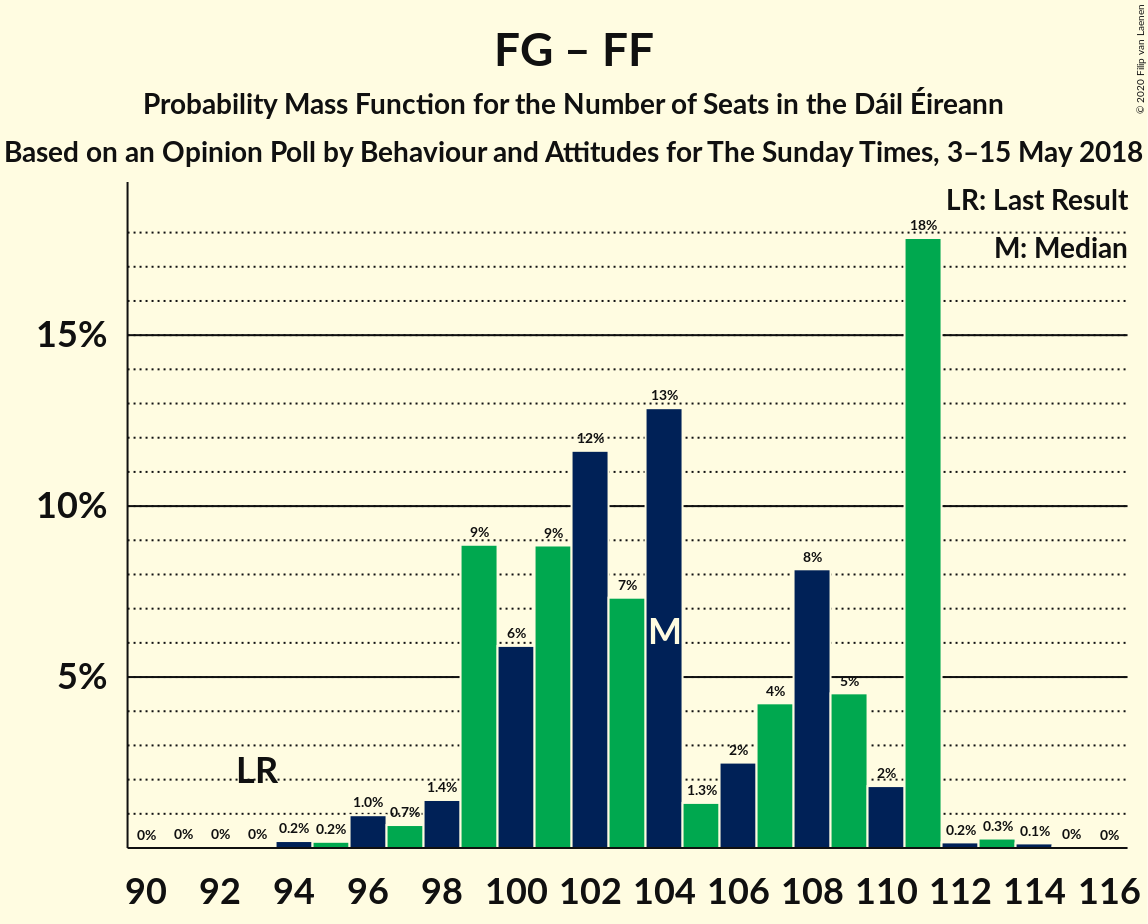 FG – FF
Probability Mass Function for the Number of Seats in the Dáil Éireann
Based on an Opinion Poll by Behaviour and Attitudes for The Sunday Times, 3–15 May 2018
© 2020 Filip van Laenen
LR: Last Result
M: Median
15%
10%
5%
LR
M
0% 0% 0% 0% 0.2% 0.2% 1.0% 0.7% 1.4% 9% 6% 9% 12% 7% 13% 1.3% 2% 4% 8% 5% 2% 18% 0.2% 0.3% 0.1% 0% 0%
90 92 94 96 98 100 102 104 106 108 110 112 114 116